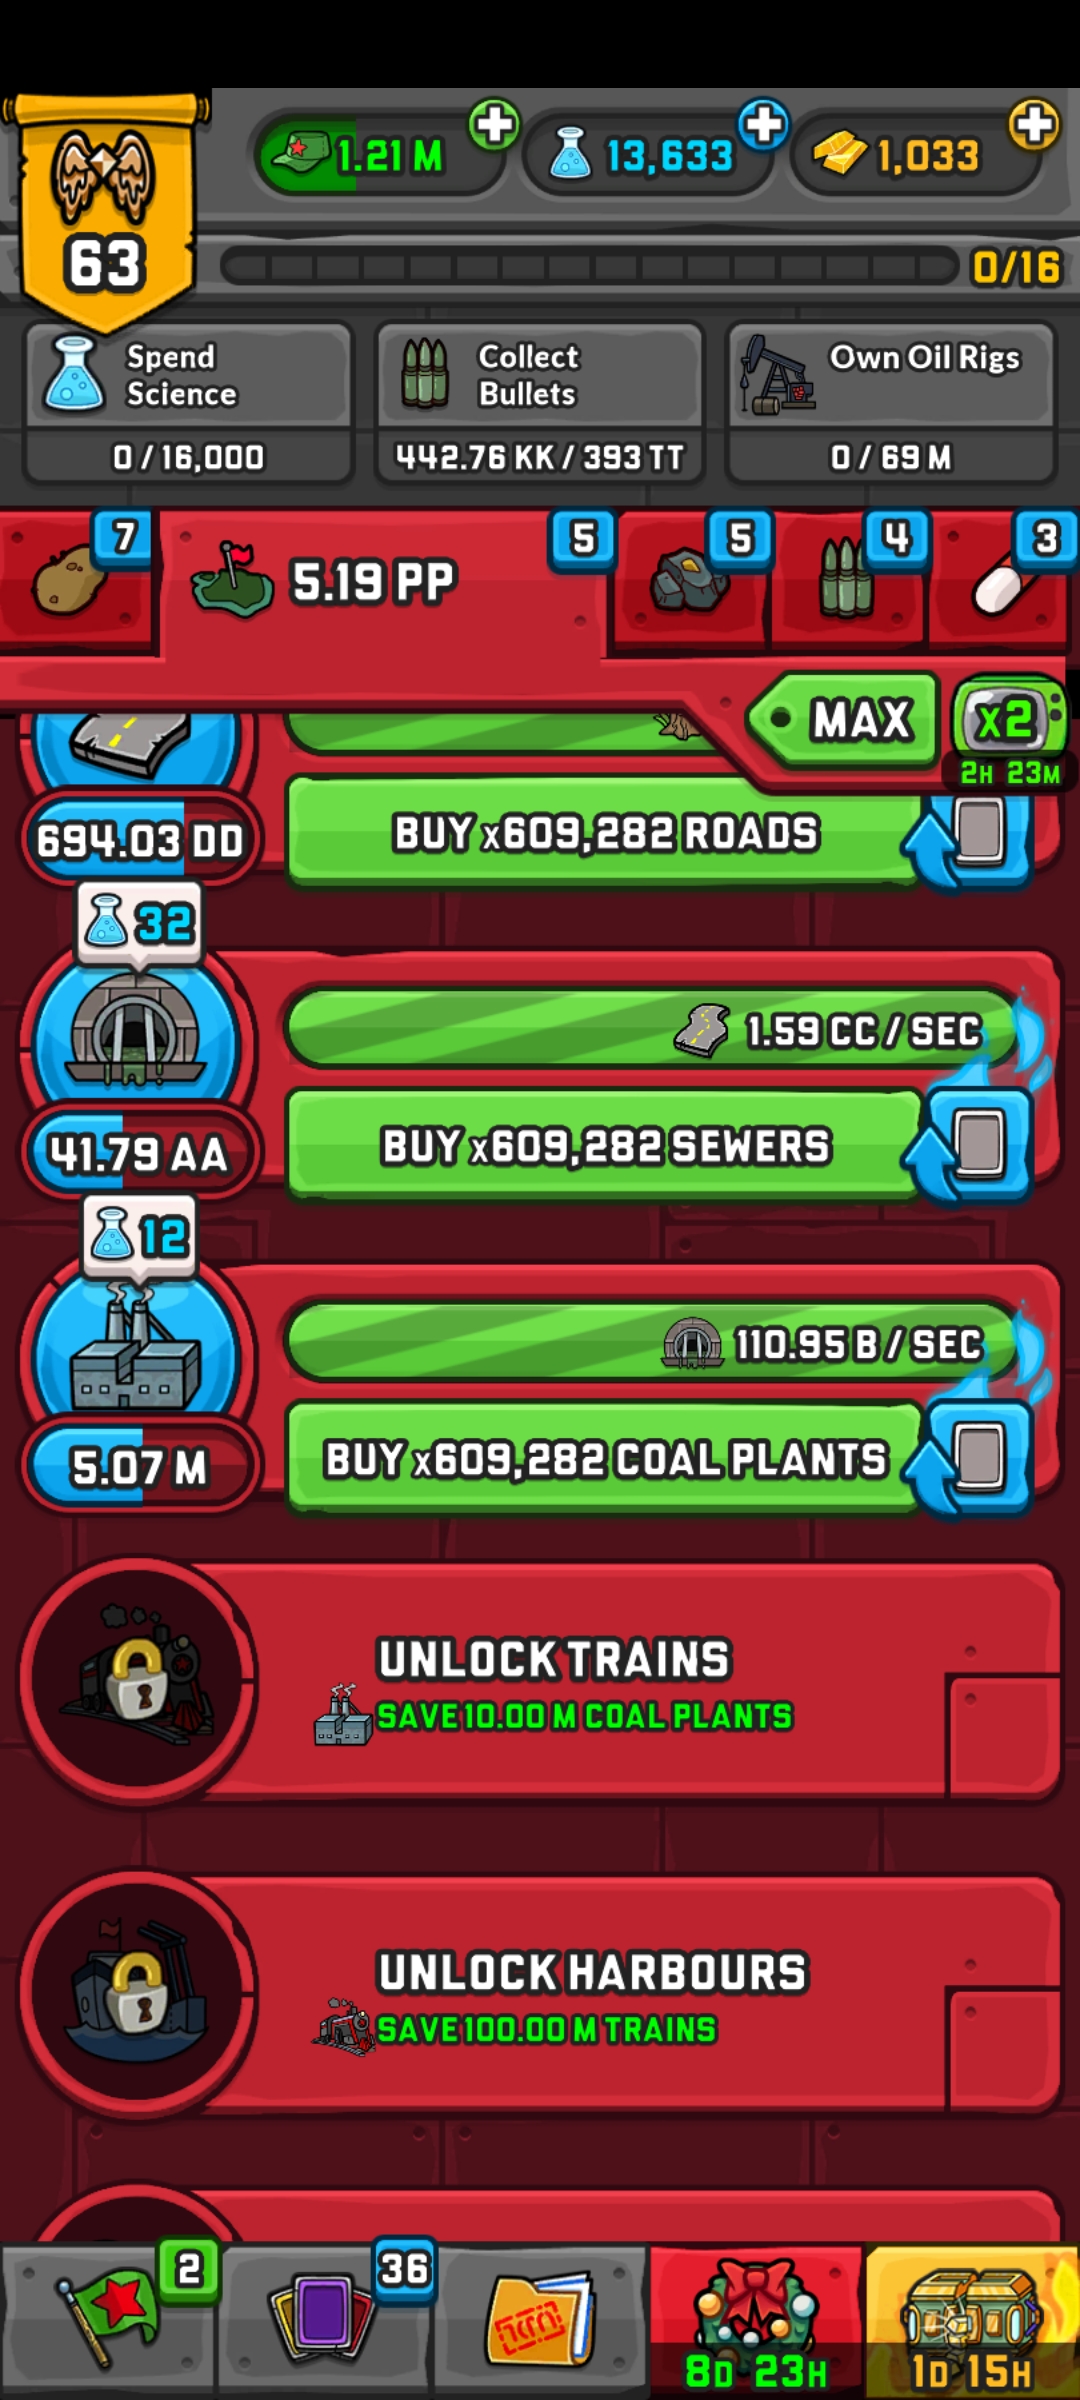 1.21 M
13,633
1,033
63
0/16
Spend
Science
0 / 16,000
Collect
Bullets
442.76 KK / 393 TT
Own Oil Rigs
0 / 69 M
7
5.19 PP
5
5
4
3
MAX
x2
2H 23M
694.03 DD
BUY x609,282 ROADS
32
1.59 CC / SEC
41.79 AA
BUY x609,282 SEWERS
12
110.95 B / SEC
5.07 M
BUY x609,282 COAL PLANTS
UNLOCK TRAINS
SAVE 10.00 M COAL PLANTS
UNLOCK HARBOURS
SAVE 100.00 M TRAINS
2
36
8D 23H
1D 15H